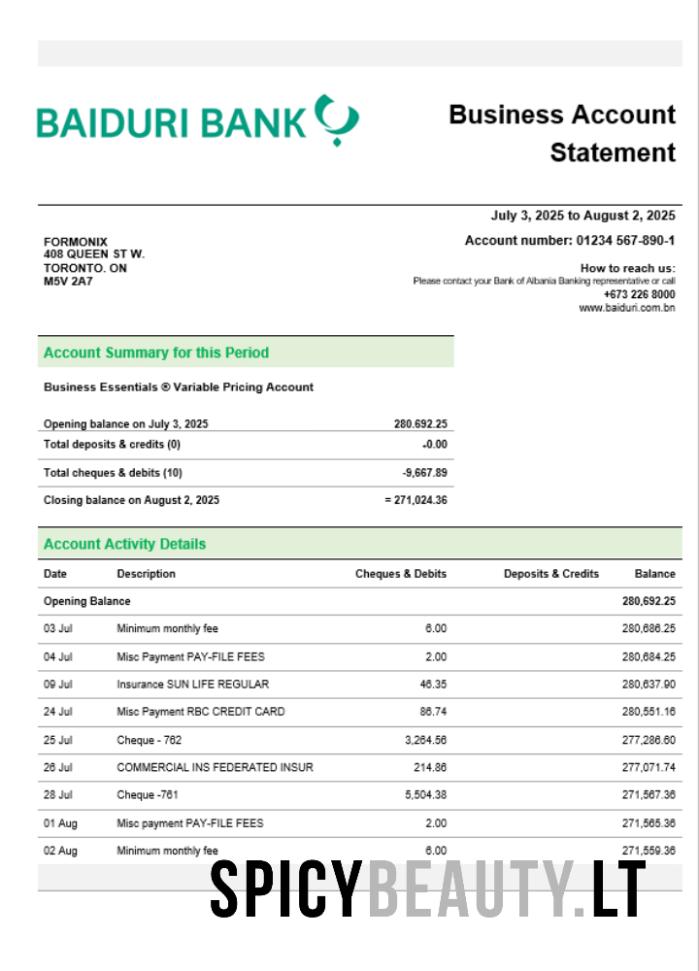 BAIDURI BANK
Business Account
Statement
July 3, 2025 to August 2, 2025
FORMONIX
408 QUEEN ST W.
TORONTO. ON
M5V 2A7
Account number: 01234 567-890-1
How to reach us:
Please contact your Bank of Albania Banking representative or call
+673 226 8000
www.baiduri.com.bn
Account Summary for this Period
Business Essentials ® Variable Pricing Account
Opening balance on July 3, 2025 280.692.25
Total deposits & credits (0) -0.00
Total cheques & debits (10) -9,667.89
Closing balance on August 2, 2025 = 271,024.36
Account Activity Details
Date Description Cheques & Debits Deposits & Credits Balance
Opening Balance 280,692.25
03 Jul Minimum monthly fee 6.00 280,686.25
04 Jul Misc Payment PAY-FILE FEES 2.00 280,684.25
09 Jul Insurance SUN LIFE REGULAR 46.35 280,637.90
24 Jul Misc Payment RBC CREDIT CARD 86.74 280,551.16
25 Jul Cheque - 762 3,264.56 277,286.60
26 Jul COMMERCIAL INS FEDERATED INSUR 214.86 277,071.74
28 Jul Cheque -761 5,504.38 271,567.36
01 Aug Misc payment PAY-FILE FEES 2.00 271,565.36
02 Aug Minimum monthly fee 6.00 271,559.36
SPICYBEAUTY.LT